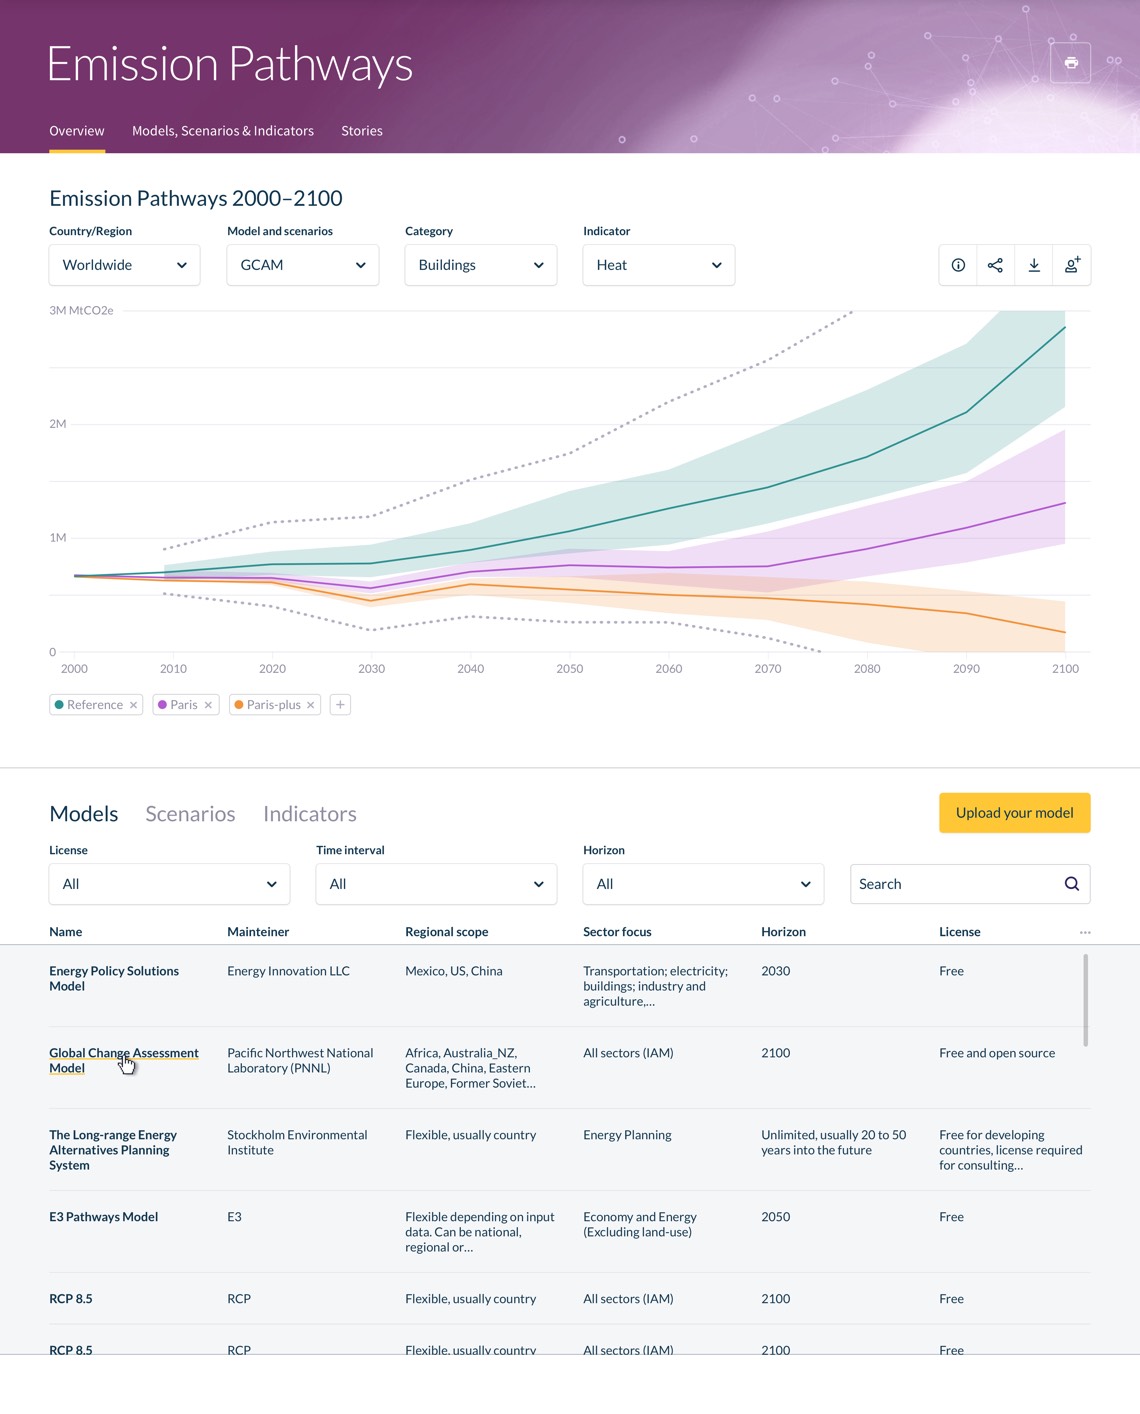 Emission Pathways
Overview Models, Scenarios & Indicators Stories
Emission Pathways 2000–2100
Country/Region Model and scenarios Category Indicator
Worldwide GCAM Buildings Heat
3M MtCO2e
2M
1M
0
2000 2010 2020 2030 2040 2050 2060 2070 2080 2090 2100
Reference × Paris × Paris-plus × +
Models Scenarios Indicators Upload your model
License Time interval Horizon
All All All Search
Name Mainteiner Regional scope Sector focus Horizon License ...
Energy Policy Solutions
Model
Energy Innovation LLC
Mexico, US, China
Transportation; electricity;
buildings; industry and
agriculture,...
2030
Free
Global Change Assessment
Model
Pacific Northwest National
Laboratory (PNNL)
Africa, Australia_NZ,
Canada, China, Eastern
Europe, Former Soviet...
All sectors (IAM)
2100
Free and open source
The Long-range Energy
Alternatives Planning
System
Stockholm Environmental
Institute
Flexible, usually country
Energy Planning
Unlimited, usually 20 to 50
years into the future
Free for developing
countries, license required
for consulting...
E3 Pathways Model
E3
Flexible depending on input
data. Can be national,
regional or...
Economy and Energy
(Excluding land-use)
2050
Free
RCP 8.5 RCP Flexible, usually country All sectors (IAM) 2100 Free
RCP 8.5 RCP Flexible, usually country All sectors (IAM) 2100 Free